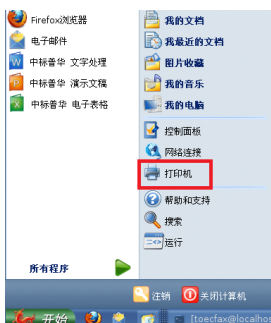 Firefox浏览器
电子邮件
中标普华 文字处理
中标普华 演示文稿
中标普华 电子表格
所有程序
我的文档
我最近的文档
图片收藏
我的音乐
我的电脑
控制面板
网络连接
打印机
帮助和支持
搜索
运行
注销 关闭计算机
开始 [toecfax@localhos